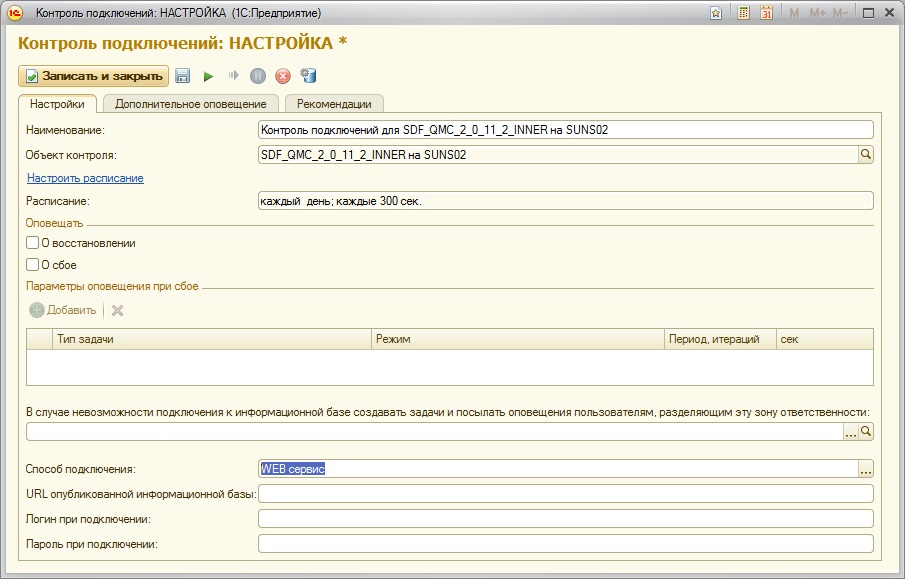 Контроль подключений: НАСТРОЙКА (1С:Предприятие)
31 M M+ M-
Контроль подключений: НАСТРОЙКА *
Записать и закрыть
Настройки Дополнительное оповещение Рекомендации
Наименование: Контроль подключений для SDF_QMC_2_0_11_2_INNER на SUNS02
Объект контроля: SDF_QMC_2_0_11_2_INNER на SUNS02
Настроить расписание
Расписание: каждый день; каждые 300 сек.
Оповещать
О восстановлении
О сбое
Параметры оповещения при сбое
Добавить
Тип задачи Режим Период, итераций сек
В случае невозможности подключения к информационной базе создавать задачи и посылать оповещения пользователям, разделяющим эту зону ответственности:
...
Способ подключения: WEB сервис ...
URL опубликованной информационной базы:
Логин при подключении:
Пароль при подключении: